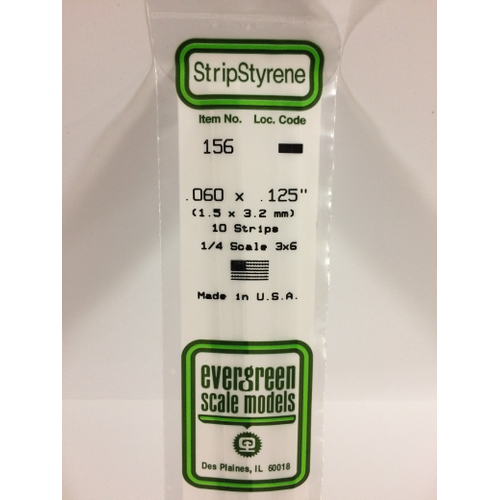 StripStyrene
Item No. Loc. Code
156
.060 x .125"
(1.5 x 3.2 mm)
10 Strips
1/4 Scale 3x6
Made in U.S.A.
evergreen
scale models
Des Plaines, IL 60018